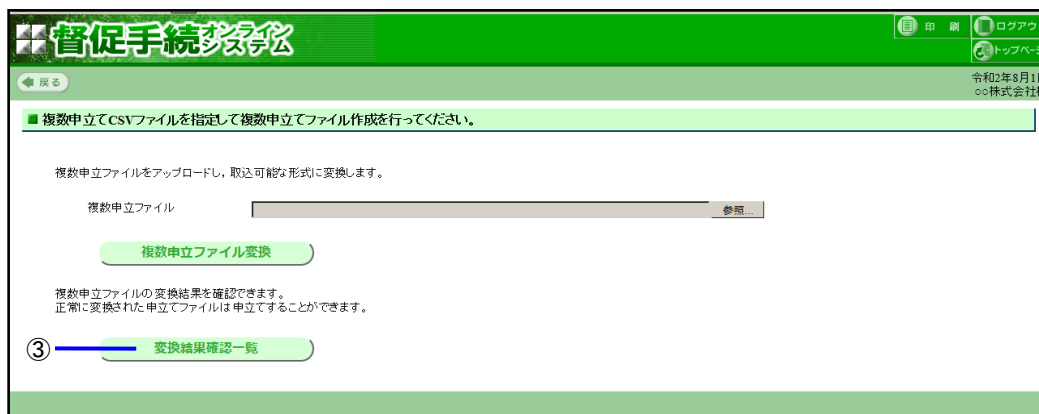 督促手続オンラインシステム
印 刷
ログアウ
トップペー
戻る
令和2年8月1
○○株式会社
■ 複数申立てCSVファイルを指定して複数申立てファイル作成を行ってください。
複数申立ファイルをアップロードし,取込可能な形式に変換します。
複数申立ファイル
参照...
複数申立ファイル変換
複数申立ファイルの変換結果を確認できます。
正常に変換された申立てファイルは申立てすることができます。
③
変換結果確認一覧